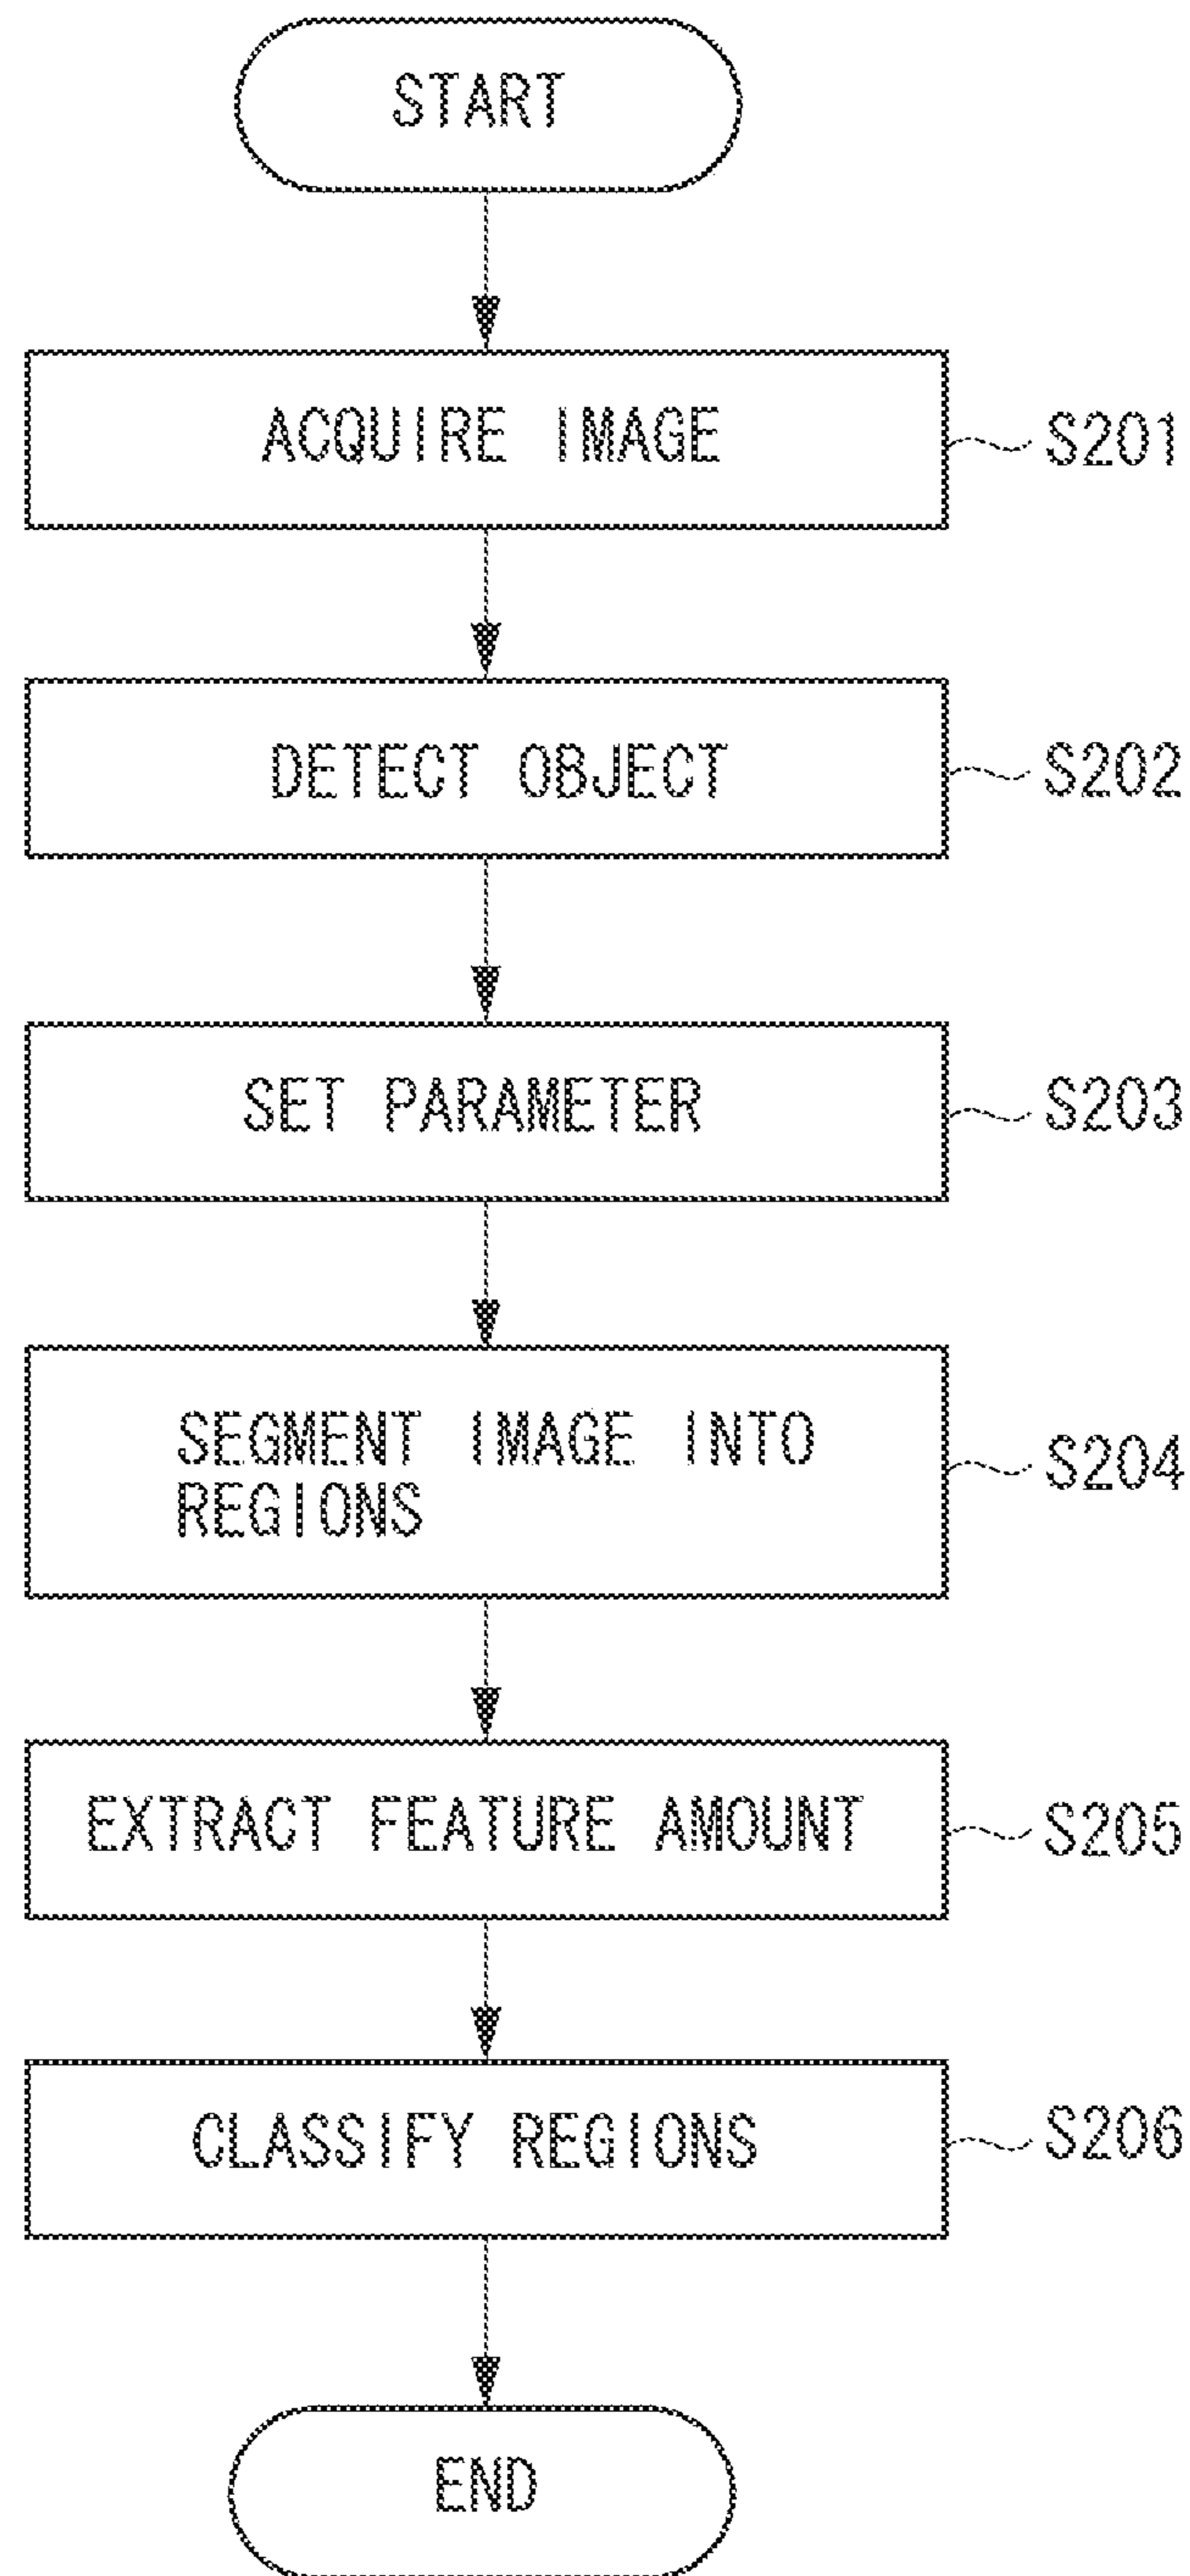 START
ACQUIRE IMAGE
S201
DETECT OBJECT
S202
SET PARAMETER
S203
SEGMENT IMAGE INTO
REGIONS
S204
EXTRACT FEATURE AMOUNT
S205
CLASSIFY REGIONS
S206
END